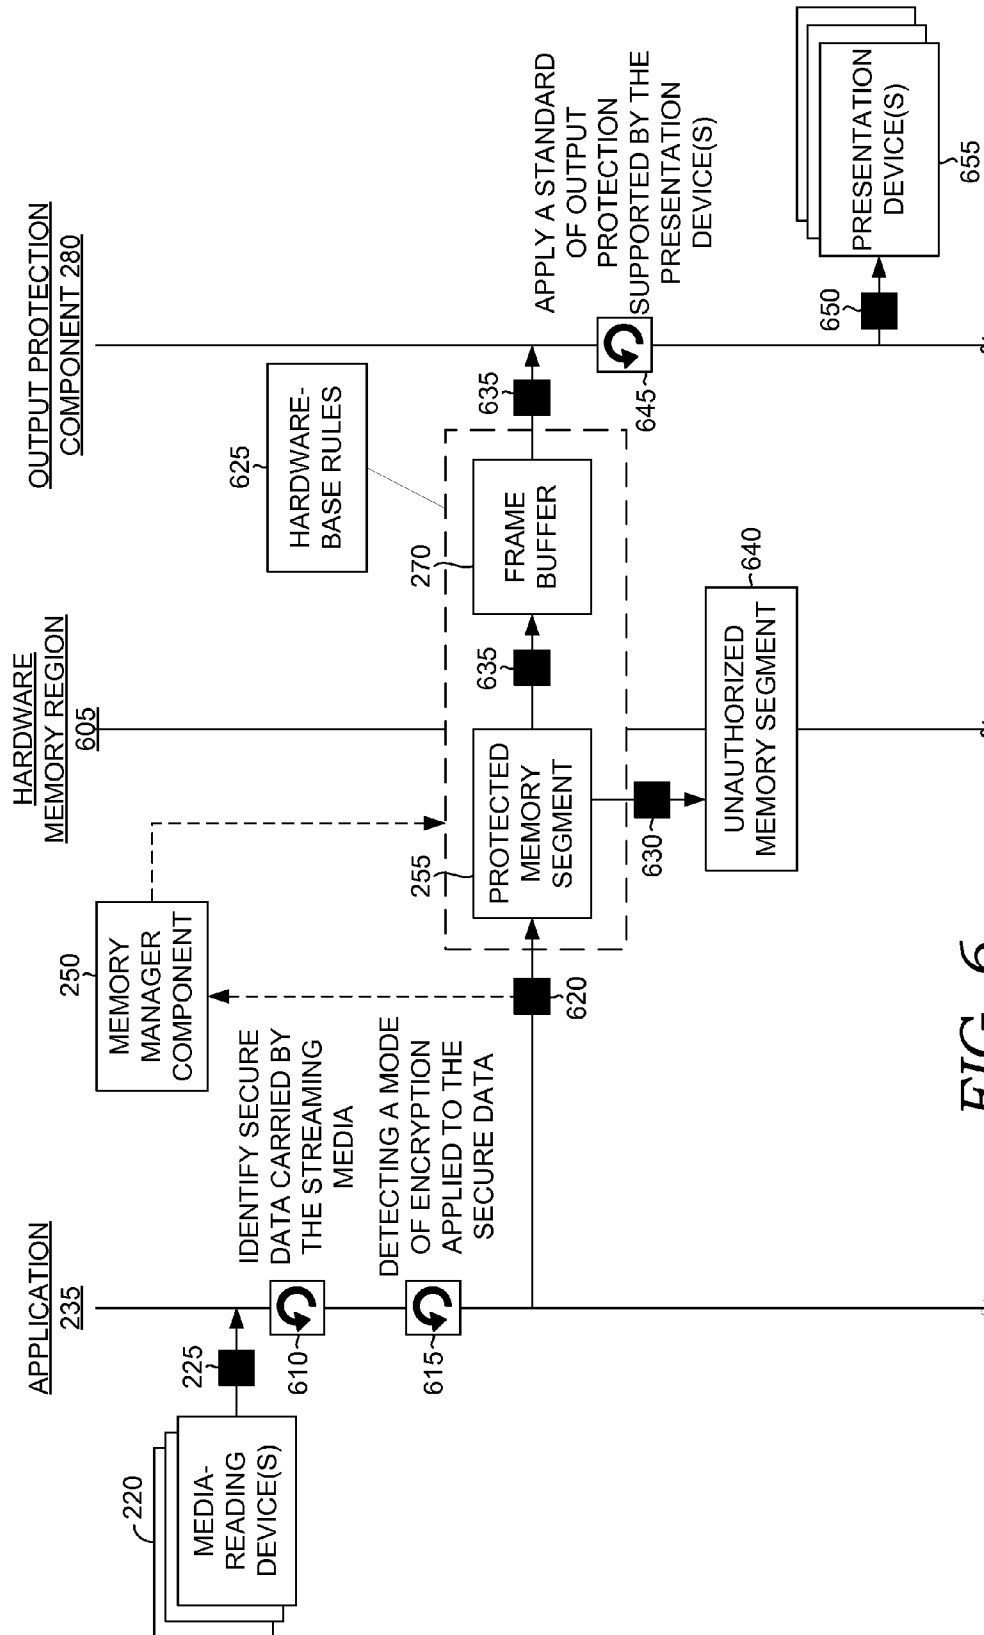 APPLICATION
235
HARDWARE
MEMORY REGION
605
OUTPUT PROTECTION
COMPONENT 280
220
MEDIA-
READING
DEVICE(S)
225
610
IDENTIFY SECURE
DATA CARRIED BY
THE STREAMING
MEDIA
615
DETECTING A MODE
OF ENCRYPTION
APPLIED TO THE
SECURE DATA
250
MEMORY
MANAGER
COMPONENT
620
255
PROTECTED
MEMORY
SEGMENT
630
640
UNAUTHORIZED
MEMORY SEGMENT
635
270
FRAME
BUFFER
625
HARDWARE-
BASE RULES
635
645
APPLY A STANDARD
OF OUTPUT
PROTECTION
SUPPORTED BY THE
PRESENTATION
DEVICE(S)
650
PRESENTATION
DEVICE(S)
655
FIG. 6